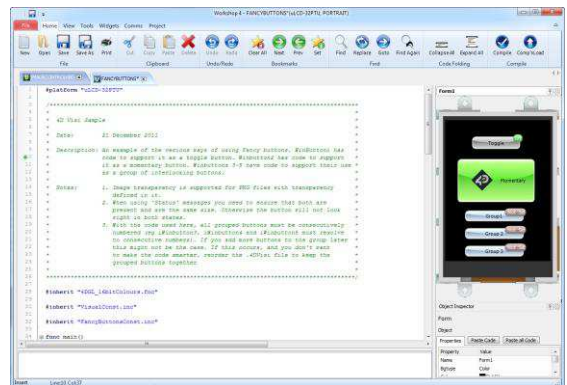 Workshop 4 - FANCYBUTTONS*(uLCD-32PTU, PORTRAIT)
File Home View Tools Widgets Comms Project
New Open Save Save As Print Cut Copy Paste Delete Undo Redo Clear All Next Prev Set Find Replace Goto Find Again Collapse All Expand All Compile Comp'nLoad
File Clipboard Undo/Redo Bookmarks Find Code Folding Compile
FANCYBUTTONS*
#platform "uLCD-32PTU"
4D Visi Sample
Date: 21 December 2011
Description: An example of the various ways of using Fancy buttons. WinButton1 has
code to support it as a toggle button. Winbutton2 has code to support
it as a momentary button. Winbuttons 3-5 have code to support their use
as a group of interlocking buttons.
Notes: 1. Image transparency is supported for PNG files with transparency
defined in it.
2. When using 'Status' messages you need to ensure that both are
present and are the same size. Otherwise the button will not look
right in both states.
3. With the code used here, all grouped buttons must be consecutively
numbered
to consecutive numbers). If you add more buttons to the group later
this might not be the case. If this occurs, and you don't want
to make the code smarter, reorder the .4DVisi file to keep the
grouped buttons together
#inherit "4DGL_16bitColours.fnc"
#inherit "VisualConst.inc"
#inherit "FancyButtonsConst.inc"
func main()
Form1
Toggle
Momentary
Group1
Group 2
Group 3
Object Inspector
Form
Object
Properties Paste Code Paste all Code
Property Value
Name Form1
Bgtype Color
Insert Line:10 Col:37